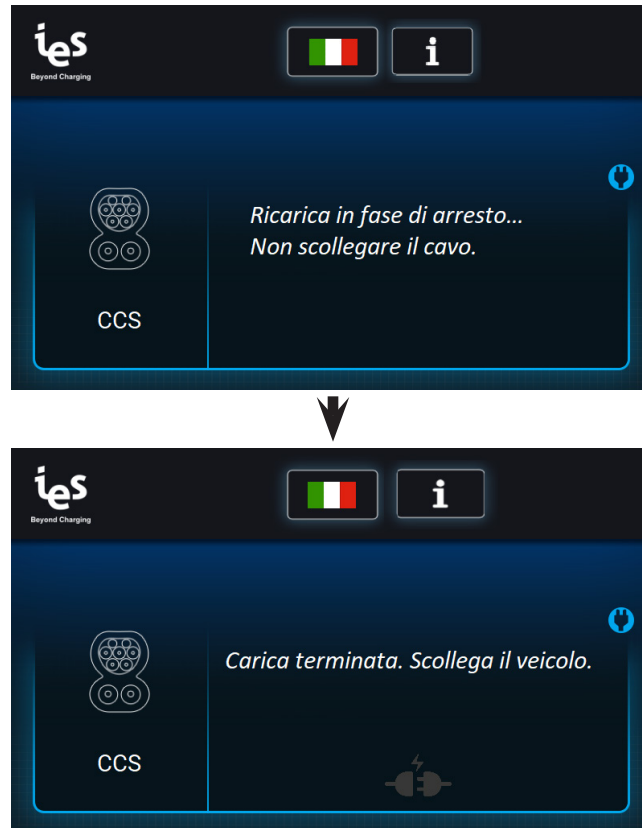 ies
Beyond Charging
i
Ricarica in fase di arresto...
Non scollegare il cavo.
CCS
ies
Beyond Charging
i
Carica terminata. Scollega il veicolo.
CCS